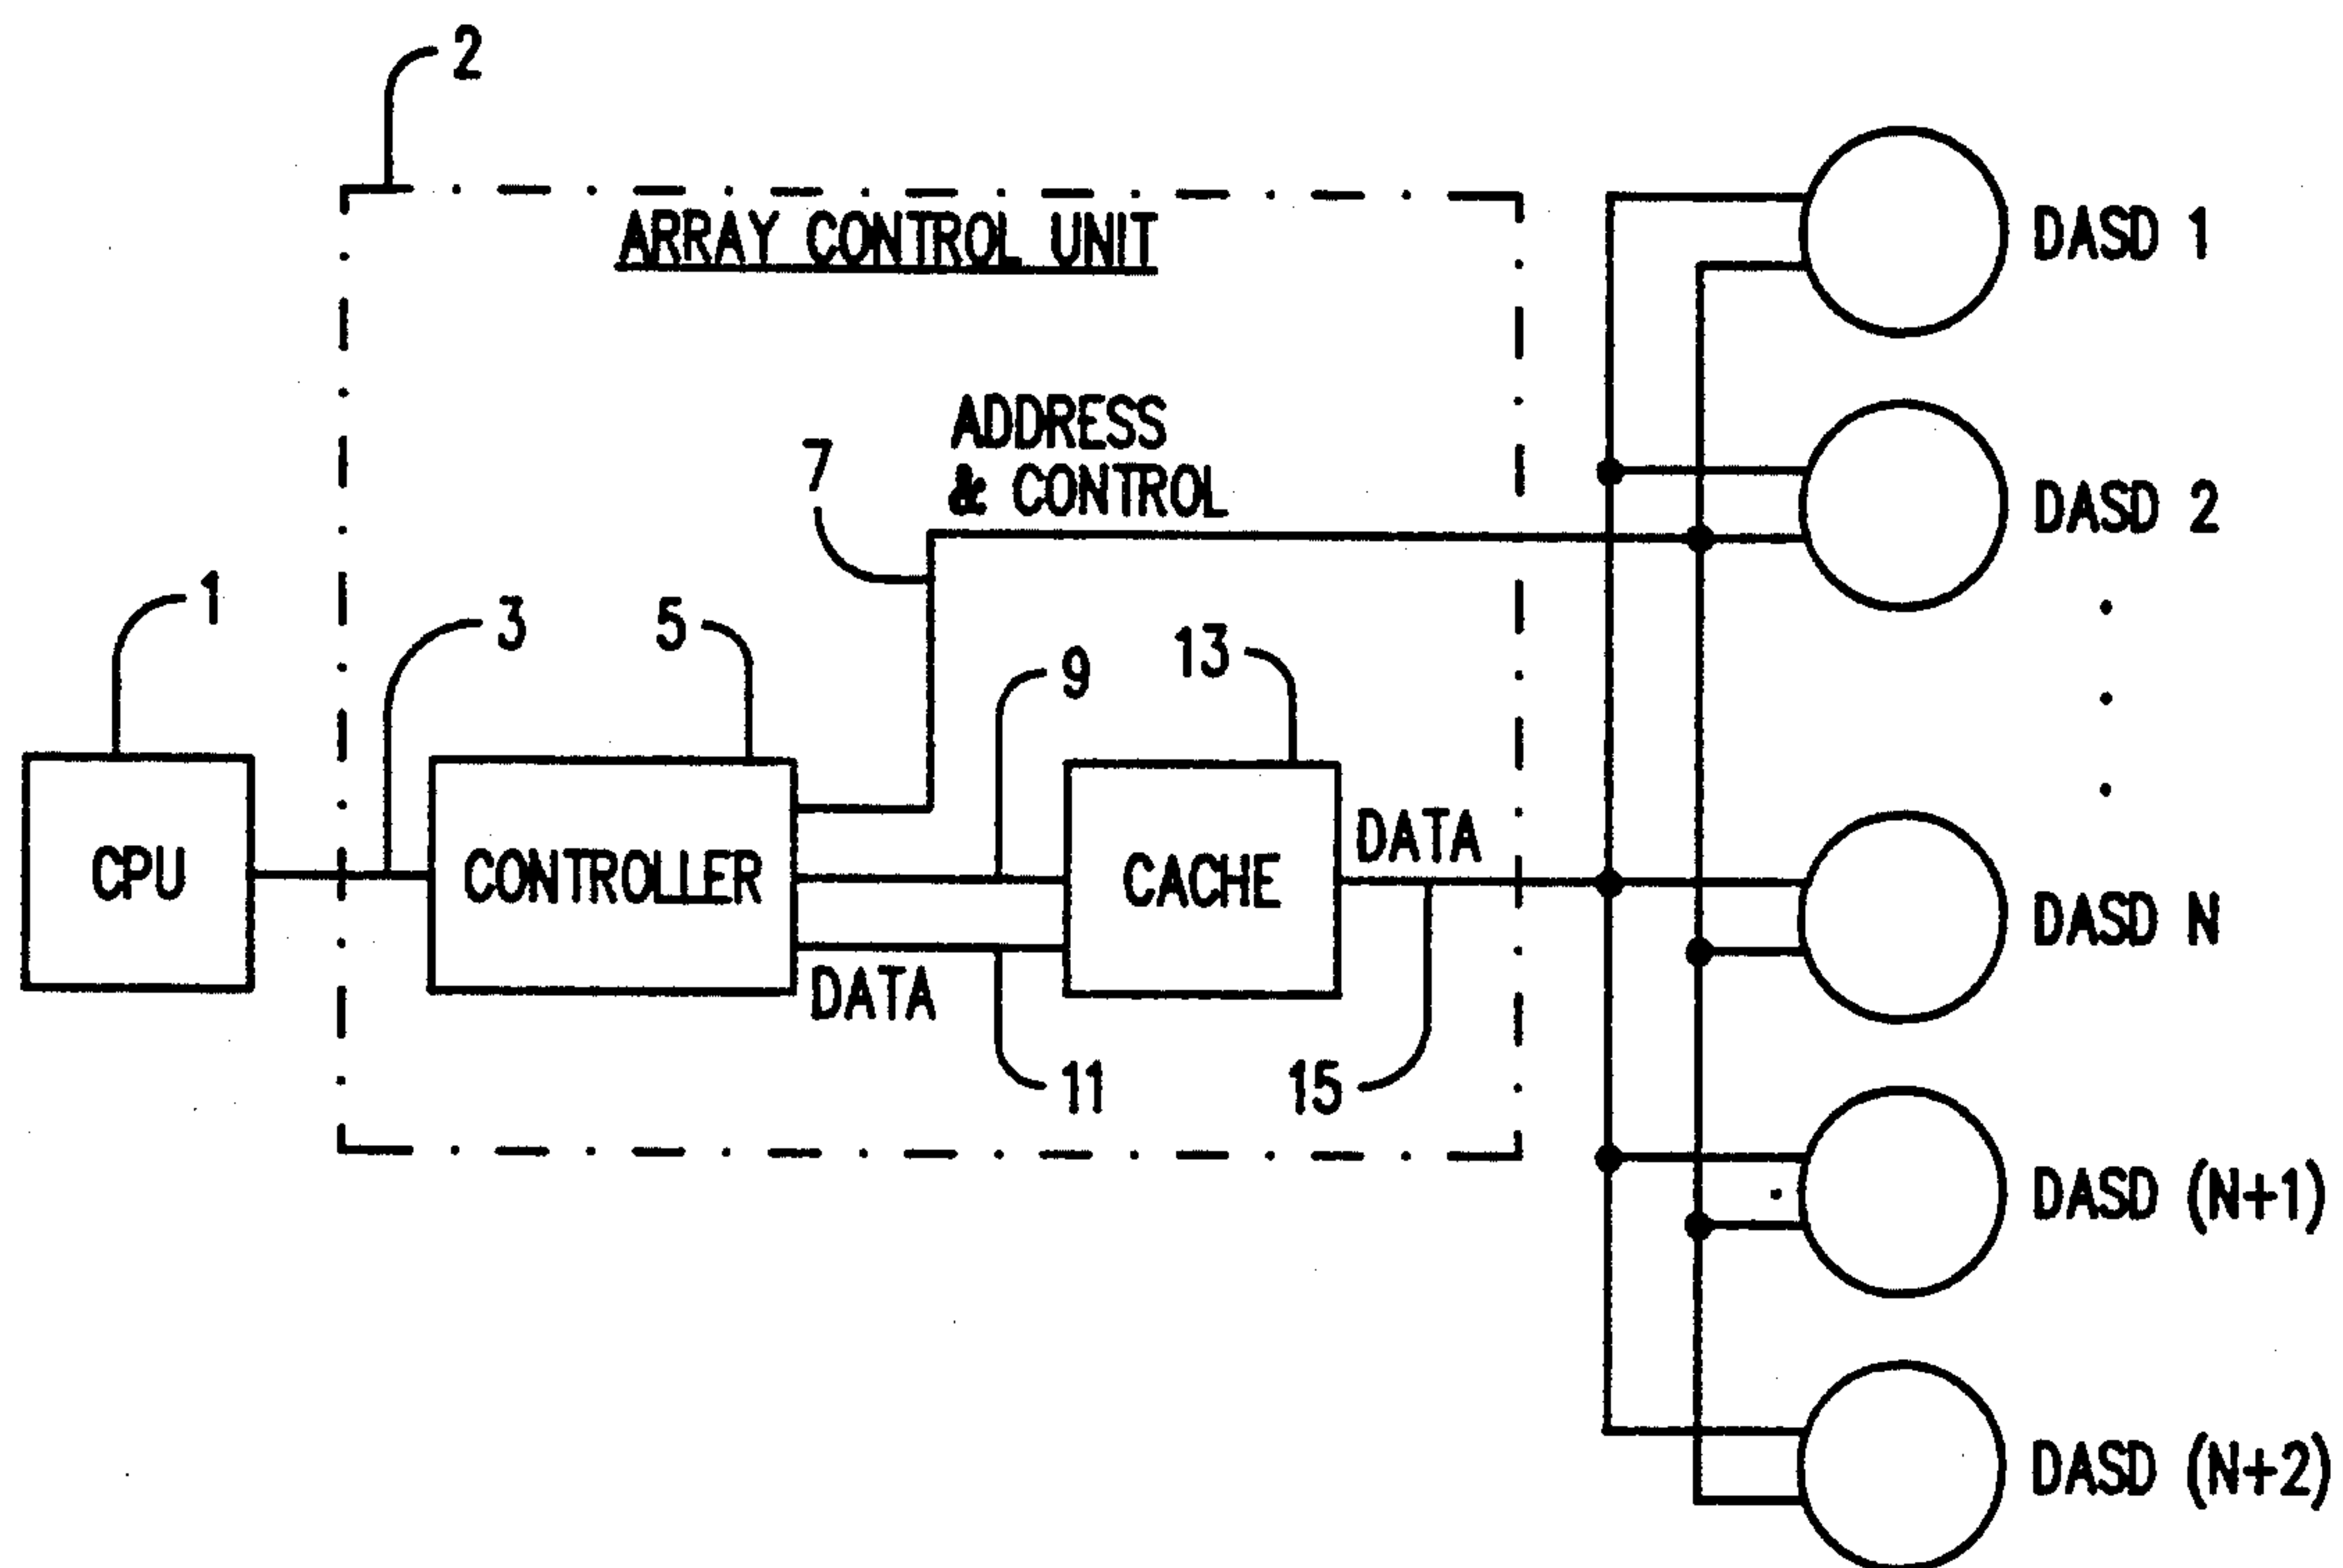 2
ARRAY CONTROL UNIT
DASD 1
ADDRESS
& CONTROL
7
DASD 2
1
3
5
9
13
CPU
CONTROLLER
CACHE
DATA
DATA
DASD N
11
15
DASD (N+1)
DASD (N+2)